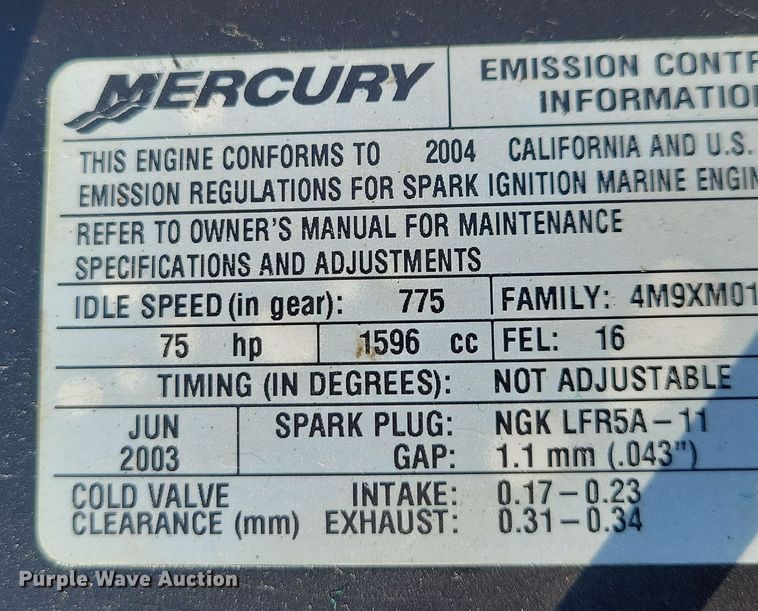 MERCURY
EMISSION CONTR
INFORMATIO
THIS ENGINE CONFORMS TO 2004 CALIFORNIA AND U.S.
EMISSION REGULATIONS FOR SPARK IGNITION MARINE ENGIN
REFER TO OWNER'S MANUAL FOR MAINTENANCE
SPECIFICATIONS AND ADJUSTMENTS
IDLE SPEED (in gear): 775 FAMILY: 4M9XM01
75 hp 1596 cc FEL: 16
TIMING (IN DEGREES): NOT ADJUSTABLE
JUN SPARK PLUG: NGK LFR5A – 11
2003 GAP: 1.1 mm (.043")
COLD VALVE INTAKE: 0.17 – 0.23
CLEARANCE (mm) EXHAUST: 0.31 – 0.34
Purple Wave Auction